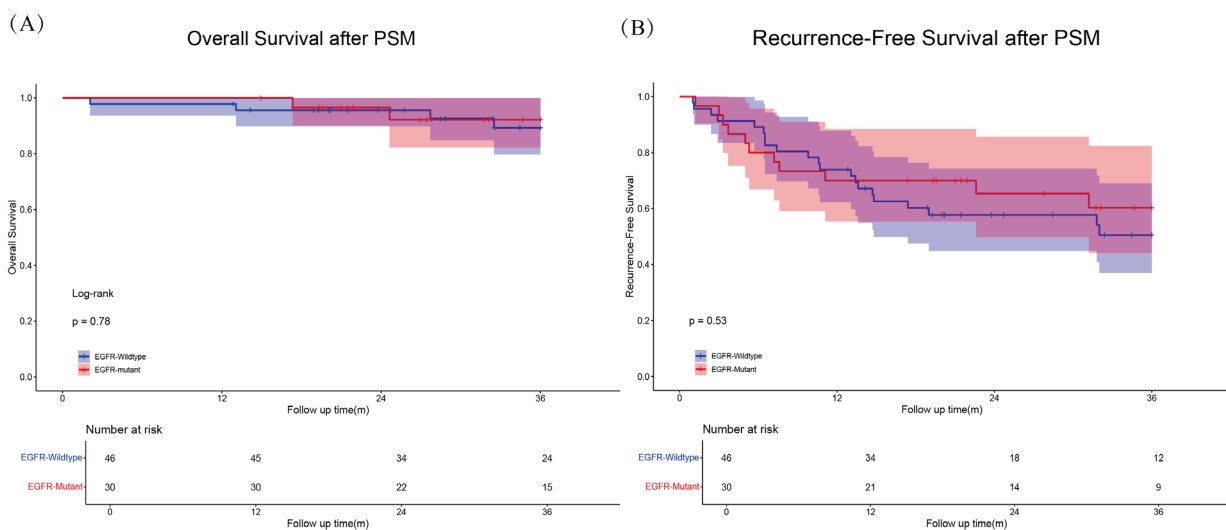 (A)
Overall Survival after PSM
1.0
0.8
0.6
0.4
0.2
0.0
Overall Survival
Log-rank
p = 0.78
EGFR-Wildtype
EGFR-mutant
0 12 24 36
Follow up time(m)
Number at risk
EGFR-Wildtype 46 45 34 24
EGFR-Mutant 30 30 22 15
0 12 24 36
Follow up time(m)
(B)
Recurrence-Free Survival after PSM
1.0
0.8
0.6
0.4
0.2
0.0
Recurrence-Free Survival
p = 0.53
EGFR-Wildtype
EGFR-Mutant
0 12 24 36
Follow up time(m)
Number at risk
EGFR-Wildtype 46 34 18 12
EGFR-Mutant 30 21 14 9
0 12 24 36
Follow up time(m)